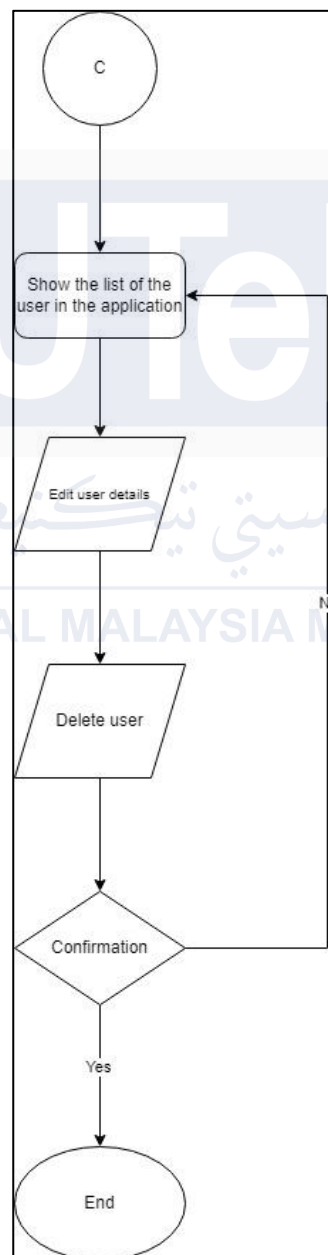 C
Show the list of the
user in the application
Edit user details
N
Delete user
Confirmation
Yes
End